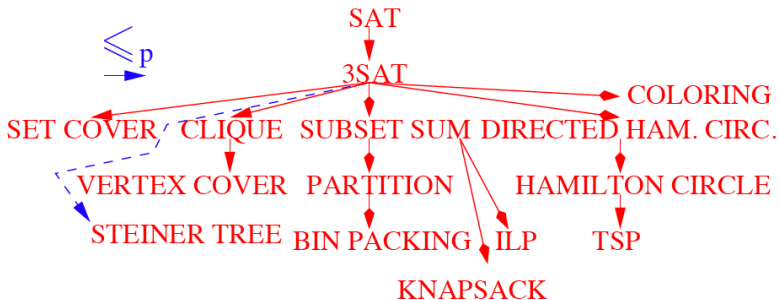 SAT
≤p
3SAT
COLORING
SET COVER CLIQUE SUBSET SUM DIRECTED HAM. CIRC.
VERTEX COVER PARTITION HAMILTON CIRCLE
STEINER TREE BIN PACKING ILP TSP
KNAPSACK